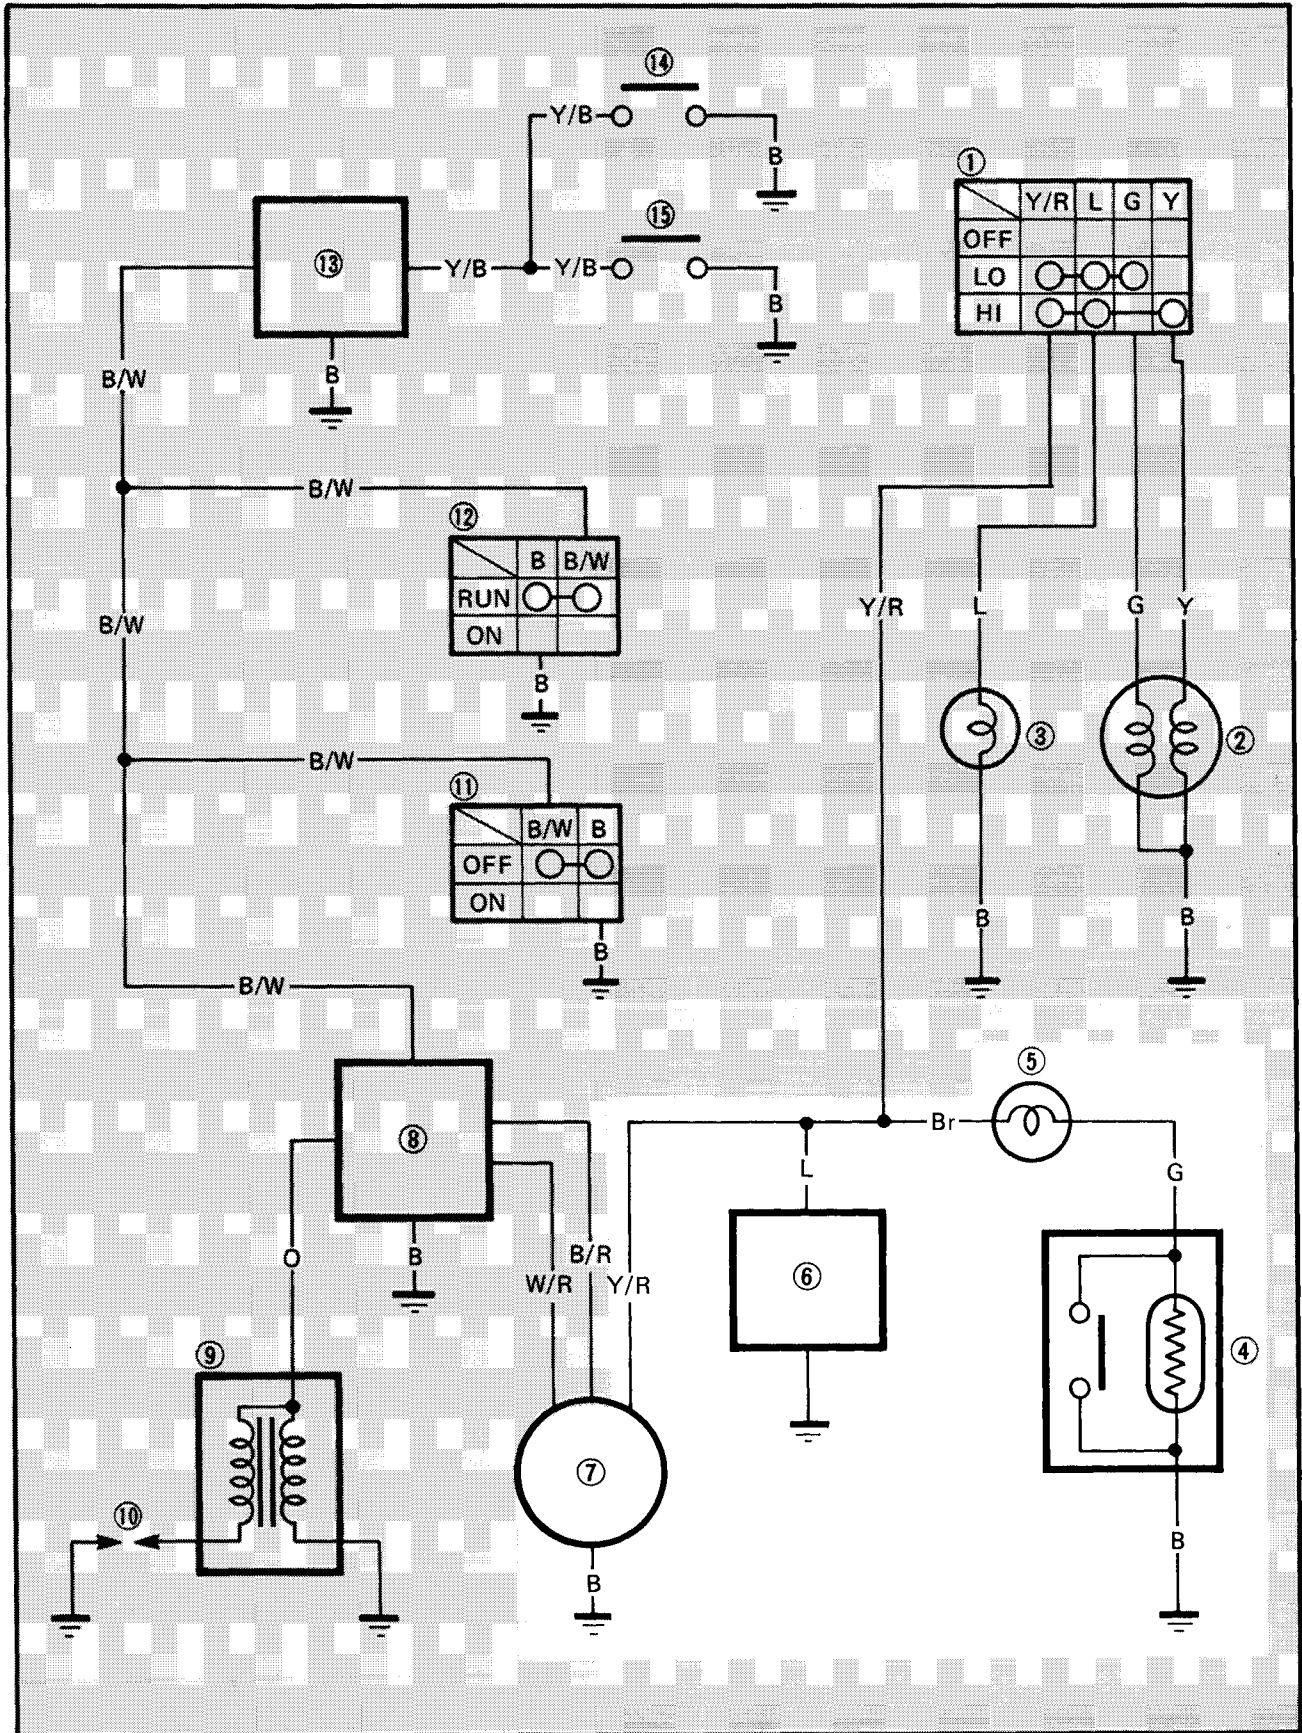 ⑭
Y/B
B
①
Y/R L G Y
OFF
LO
HI
⑮
⑬
Y/B
Y/B
B
B
B/W
B/W
⑫
B B/W
RUN
ON
B
B/W
Y/R
L
G
Y
③
②
B/W
⑪
B/W B
OFF
ON
B
B
B
B/W
⑤
Br
⑧
L
G
O
B
B/R
W/R
Y/R
⑥
④
⑨
⑦
⑩
B
B